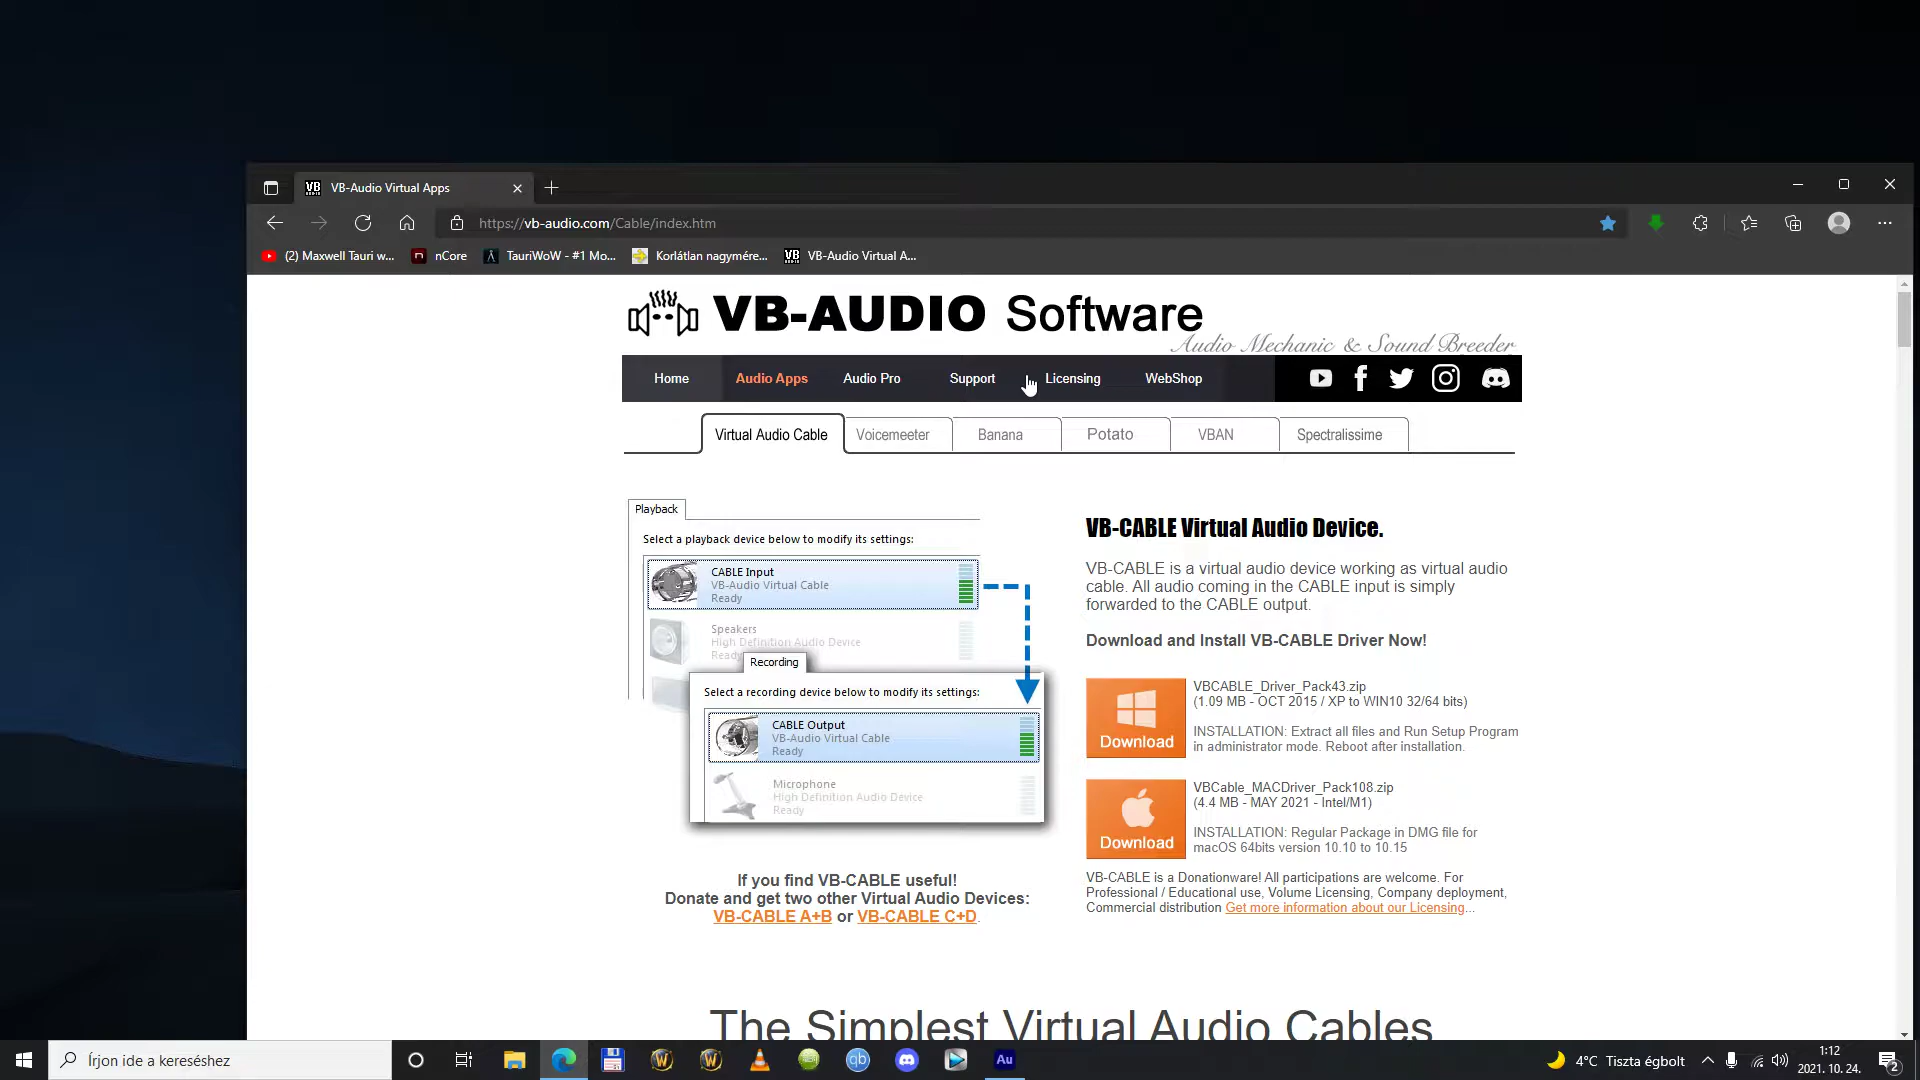 VB-Audio Virtual Apps
https://vb-audio.com/Cable/index.htm
(2) Maxwell Tauri w...
nCore
TauriWoW - #1 Mo...
Korlátlan nagymére...
VB-Audio Virtual A...
VB-AUDIO Software
Audio Mechanic & Sound Breeder
Home
Audio Apps
Audio Pro
Support
Licensing
WebShop
Virtual Audio Cable
Voicemeeter
Banana
Potato
VBAN
Spectralissime
Playback
Select a playback device below to modify its settings:
CABLE Input
VB-Audio Virtual Cable
Ready
Speakers
High Definition Audio Device
Ready
Recording
Select a recording device below to modify its settings:
CABLE Output
VB-Audio Virtual Cable
Ready
Microphone
High Definition Audio Device
Ready
If you find VB-CABLE useful!
Donate and get two other Virtual Audio Devices:
VB-CABLE A+B or VB-CABLE C+D.
VB-CABLE Virtual Audio Device.
VB-CABLE is a virtual audio device working as virtual audio
cable. All audio coming in the CABLE input is simply
forwarded to the CABLE output.
Download and Install VB-CABLE Driver Now!
Download
VBCABLE_Driver_Pack43.zip
(1.09 MB - OCT 2015 / XP to WIN10 32/64 bits)
INSTALLATION: Extract all files and Run Setup Program
in administrator mode. Reboot after installation.
Download
VBCable_MACDriver_Pack108.zip
(4.4 MB - MAY 2021 - Intel/M1)
INSTALLATION: Regular Package in DMG file for
macOS 64bits version 10.10 to 10.15
VB-CABLE is a Donationware! All participations are welcome. For
Professional / Educational use, Volume Licensing, Company deployment,
Commercial distribution Get more information about our Licensing...
The Simplest Virtual Audio Cables
Írjon ide a kereséshez
qb
Au
4°C Tiszta égbolt
1:12
2021. 10. 24.
2